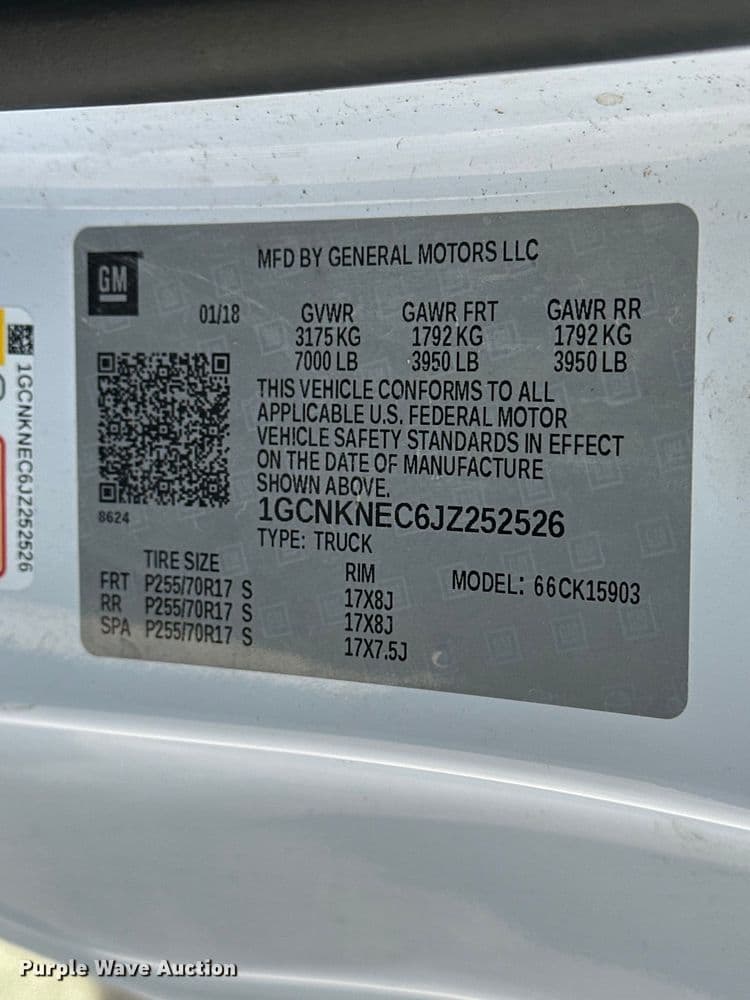 GM
MFD BY GENERAL MOTORS LLC
01/18 GVWR GAWR FRT GAWR RR
3175 KG 1792 KG 1792 KG
7000 LB 3950 LB 3950 LB
THIS VEHICLE CONFORMS TO ALL
APPLICABLE U.S. FEDERAL MOTOR
VEHICLE SAFETY STANDARDS IN EFFECT
ON THE DATE OF MANUFACTURE
SHOWN ABOVE.
8624
1GCNKNEC6JZ252526
TYPE: TRUCK
TIRE SIZE RIM MODEL: 66CK15903
FRT P255/70R17 S 17X8J
RR P255/70R17 S 17X8J
SPA P255/70R17 S 17X7.5J
1GCNKNEC6JZ252526
Purple Wave Auction